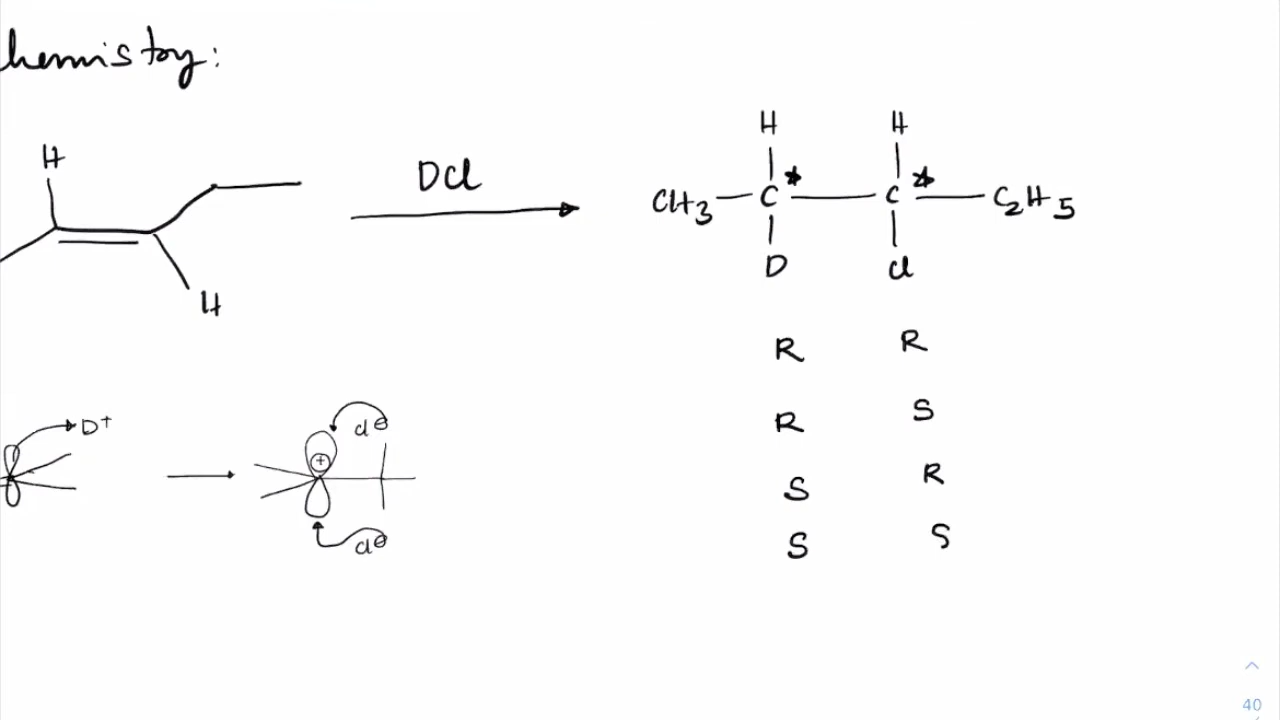 hemistry:
H H H
DCl
CH3 – C* – C* – C2H5
D Cl
H
R R
R S
S R
S S
D+
+ Cl⊖
Cl⊖
40